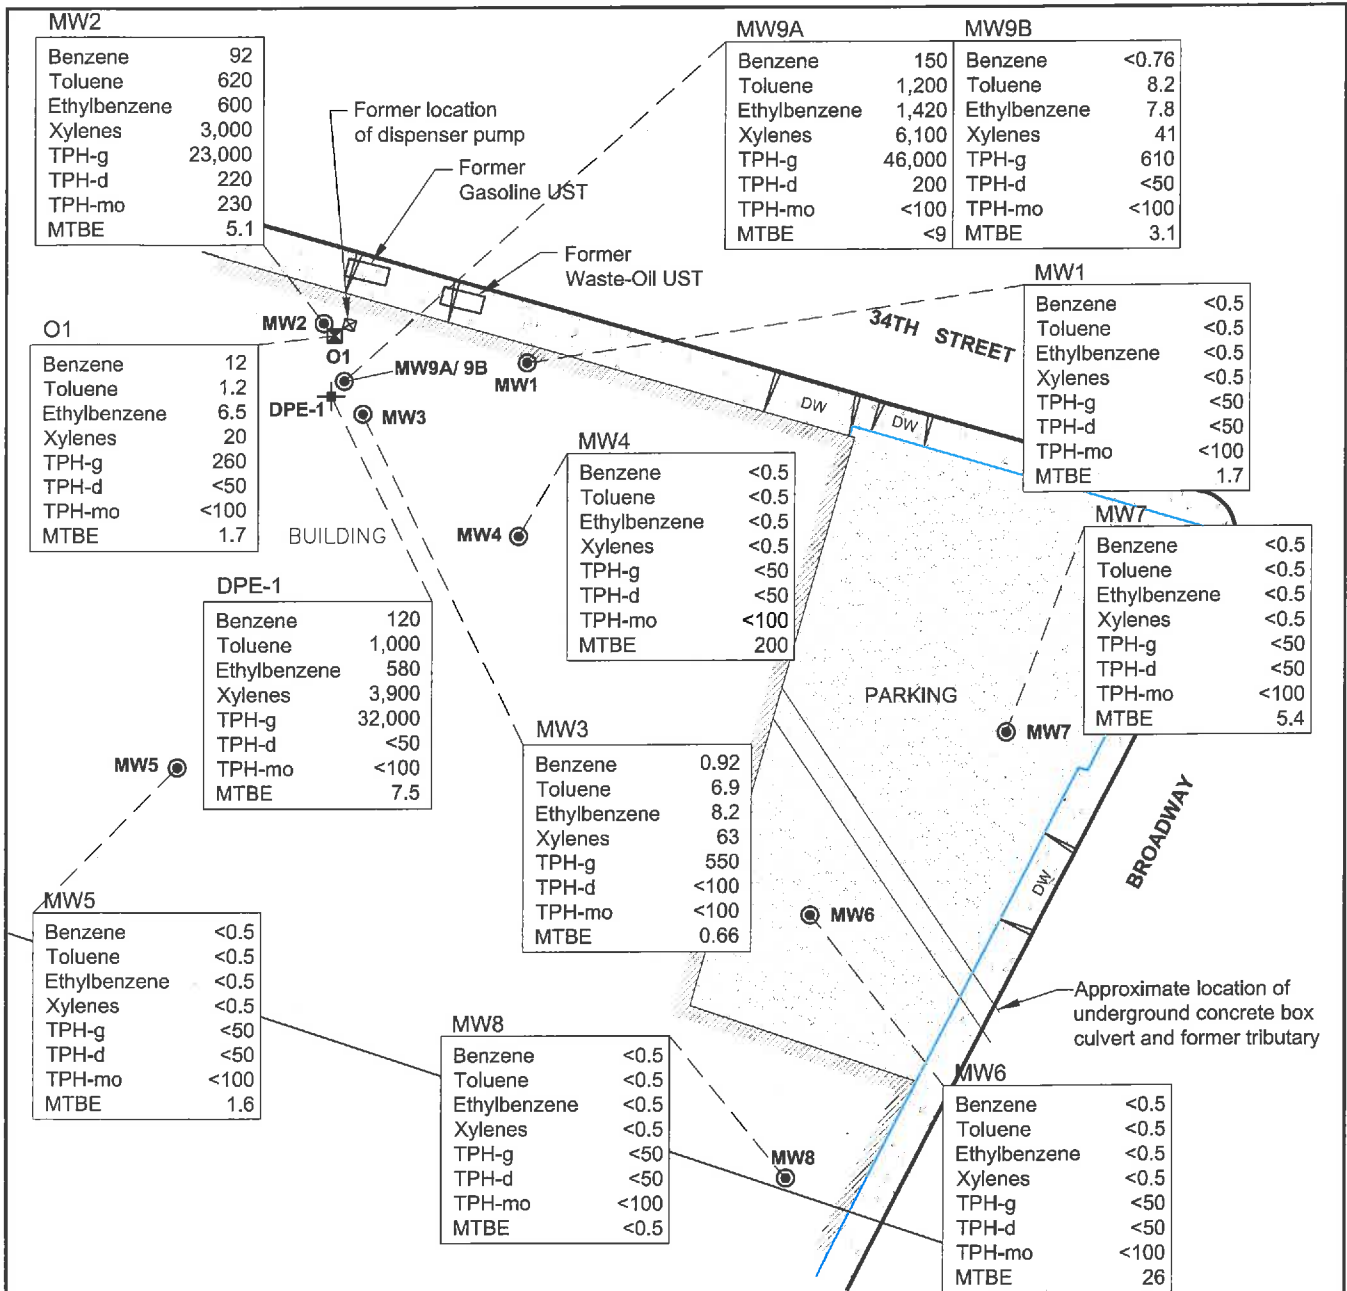 MW2
Benzene 92
Toluene 620
Ethylbenzene 600
Xylenes 3,000
TPH-g 23,000
TPH-d 220
TPH-mo 230
MTBE 5.1
Former location
of dispenser pump
Former
Gasoline UST
Former
Waste-Oil UST
MW9A
Benzene 150
Toluene 1,200
Ethylbenzene 1,420
Xylenes 6,100
TPH-g 46,000
TPH-d 200
TPH-mo <100
MTBE <9
MW9B
Benzene <0.76
Toluene 8.2
Ethylbenzene 7.8
Xylenes 41
TPH-g 610
TPH-d <50
TPH-mo <100
MTBE 3.1
MW1
Benzene <0.5
Toluene <0.5
Ethylbenzene <0.5
Xylenes <0.5
TPH-g <50
TPH-d <50
TPH-mo <100
MTBE 1.7
34TH STREET
O1
Benzene 12
Toluene 1.2
Ethylbenzene 6.5
Xylenes 20
TPH-g 260
TPH-d <50
TPH-mo <100
MTBE 1.7
MW2
O1
MW9A/ 9B
MW1
DPE-1
MW3
DW
DW
MW4
Benzene <0.5
Toluene <0.5
Ethylbenzene <0.5
Xylenes <0.5
TPH-g <50
TPH-d <50
TPH-mo <100
MTBE 200
BUILDING
MW4
MW7
Benzene <0.5
Toluene <0.5
Ethylbenzene <0.5
Xylenes <0.5
TPH-g <50
TPH-d <50
TPH-mo <100
MTBE 5.4
DPE-1
Benzene 120
Toluene 1,000
Ethylbenzene 580
Xylenes 3,900
TPH-g 32,000
TPH-d <50
TPH-mo <100
MTBE 7.5
PARKING
MW7
MW5
MW3
Benzene 0.92
Toluene 6.9
Ethylbenzene 8.2
Xylenes 63
TPH-g 550
TPH-d <100
TPH-mo <100
MTBE 0.66
BROADWAY
DW
MW6
MW5
Benzene <0.5
Toluene <0.5
Ethylbenzene <0.5
Xylenes <0.5
TPH-g <50
TPH-d <50
TPH-mo <100
MTBE 1.6
Approximate location of
underground concrete box
culvert and former tributary
MW8
Benzene <0.5
Toluene <0.5
Ethylbenzene <0.5
Xylenes <0.5
TPH-g <50
TPH-d <50
TPH-mo <100
MTBE <0.5
MW8
MW6
Benzene <0.5
Toluene <0.5
Ethylbenzene <0.5
Xylenes <0.5
TPH-g <50
TPH-d <50
TPH-mo <100
MTBE 26